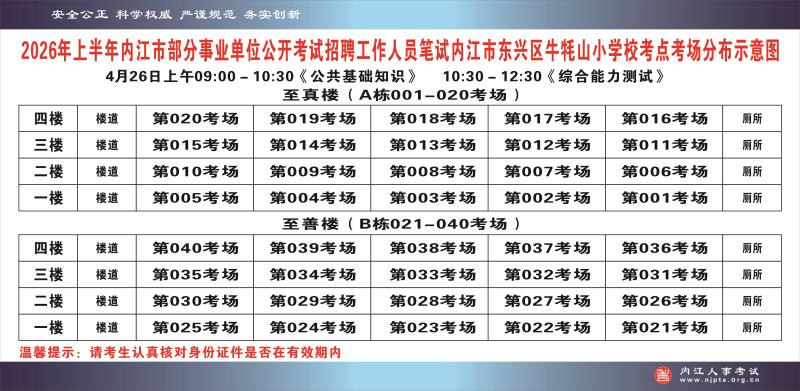 安全公正 科学权威 严谨规范 务实创新
2026年上半年内江市部分事业单位公开考试招聘工作人员笔试内江市东兴区牛牦山小学校考点考场分布示意图
4月26日上午09:00－10:30《公共基础知识》 10:30－12:30《综合能力测试》
至真楼（A栋001-020考场）
四楼 楼道 第020考场 第019考场 第018考场 第017考场 第016考场 厕所
三楼 楼道 第015考场 第014考场 第013考场 第012考场 第011考场 厕所
二楼 楼道 第010考场 第009考场 第008考场 第007考场 第006考场 厕所
一楼 楼道 第005考场 第004考场 第003考场 第002考场 第001考场 厕所
至善楼（B栋021-040考场）
四楼 楼道 第040考场 第039考场 第038考场 第037考场 第036考场 厕所
三楼 楼道 第035考场 第034考场 第033考场 第032考场 第031考场 厕所
二楼 楼道 第030考场 第029考场 第028考场 第027考场 第026考场 厕所
一楼 楼道 第025考场 第024考场 第023考场 第022考场 第021考场 厕所
温馨提示：请考生认真核对身份证件是否在有效期内
内江人事考试
www.njpta.org.cn